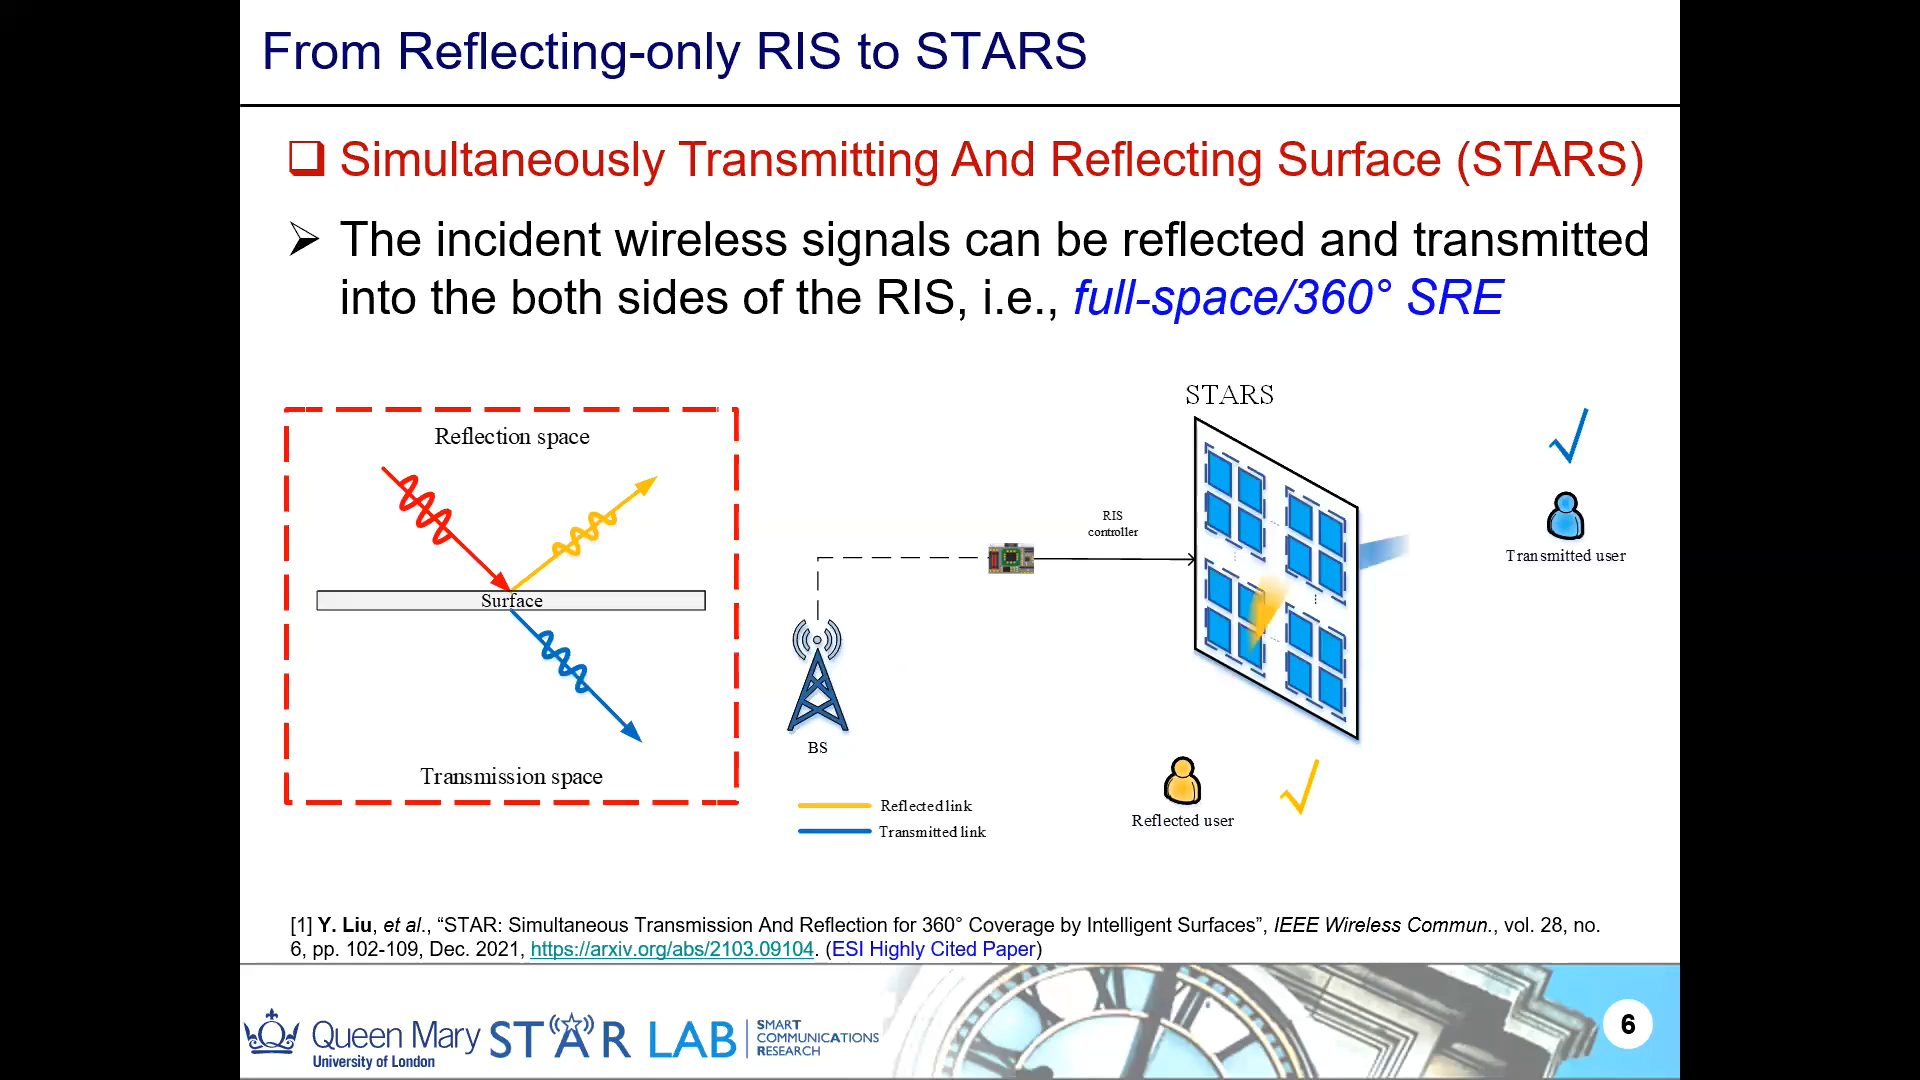 From Reflecting-only RIS to STARS
Simultaneously Transmitting And Reflecting Surface (STARS)
The incident wireless signals can be reflected and transmitted
into the both sides of the RIS, i.e., full-space/360° SRE
Reflection space
Surface
Transmission space
STARS
RIS
controller
BS
Transmitted user
Reflected user
Reflected link
Transmitted link
[1] Y. Liu, et al., “STAR: Simultaneous Transmission And Reflection for 360° Coverage by Intelligent Surfaces”, IEEE Wireless Commun., vol. 28, no.
6, pp. 102-109, Dec. 2021, https://arxiv.org/abs/2103.09104. (ESI Highly Cited Paper)
Queen Mary
University of London
STAR LAB
SMART
COMMUNICATIONS
RESEARCH
6